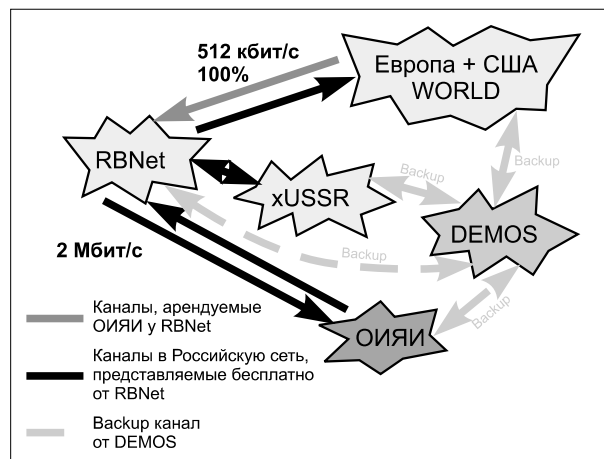 512 кбит/с
100%
Европа + США
WORLD
RBNet
Backup
Backup
xUSSR
DEMOS
2 Мбит/с
Backup
Backup
ОИЯИ
Каналы, арендуемые
ОИЯИ у RBNet
Каналы в Российскую сеть,
представляемые бесплатно
от RBNet
Backup канал
от DEMOS